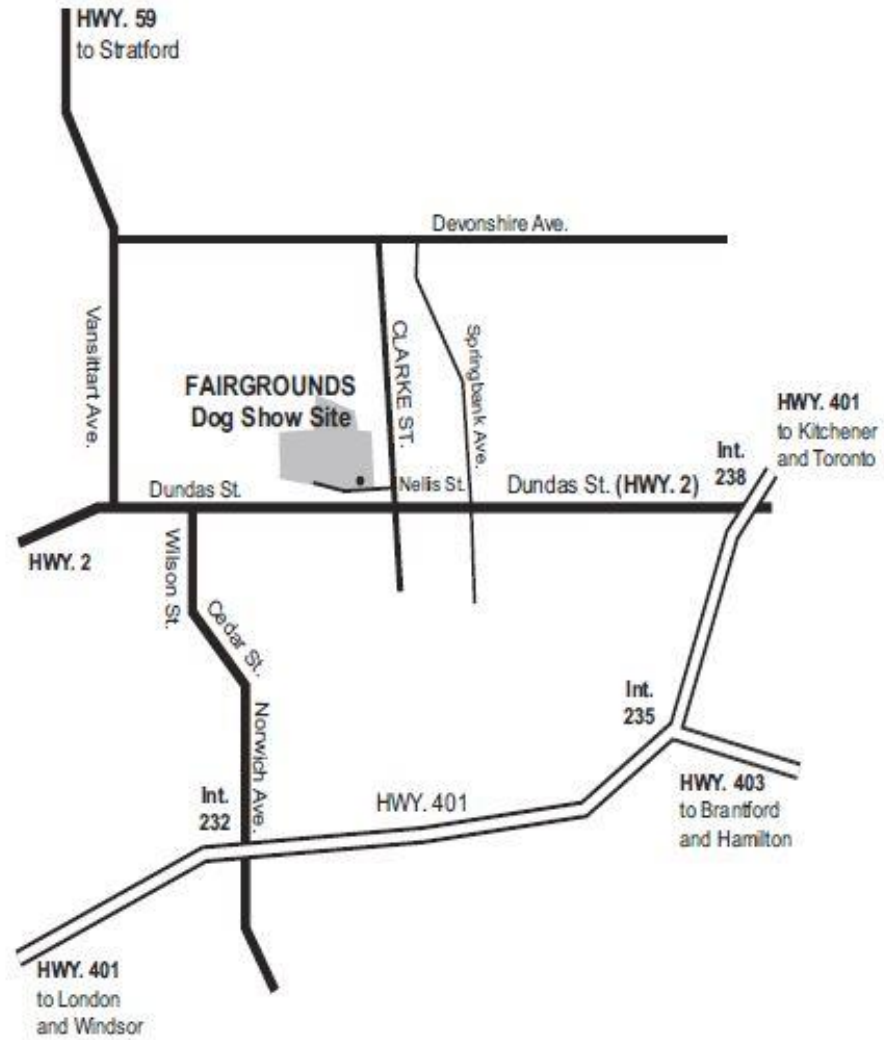 HWY. 59
to Stratford
Devonshire Ave.
Vansittart Ave.
CLARKE ST.
Springbank Ave.
FAIRGROUNDS
Dog Show Site
HWY. 401
to Kitchener
and Toronto
Int.
238
Dundas St.
Nellis St.
Dundas St. (HWY. 2)
HWY. 2
Wilson St.
Cedar St.
Norwich Ave.
Int.
235
Int.
232
HWY. 401
HWY. 403
to Brantford
and Hamilton
HWY. 401
to London
and Windsor